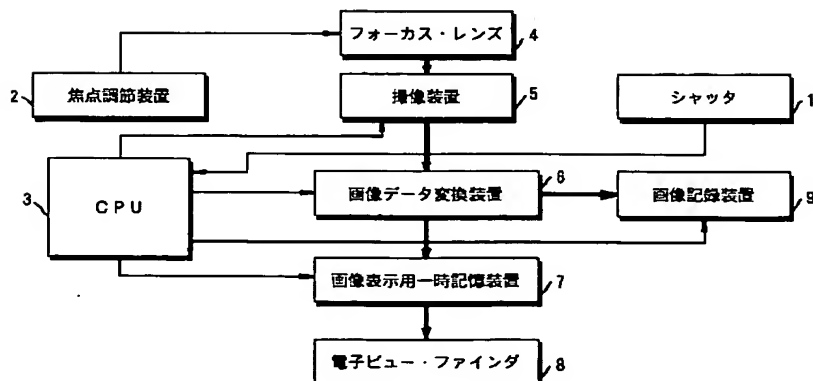 フォーカス・レンズ
4
2
焦点調節装置
撮像装置
5
シャッタ
1
3
CPU
画像データ変換装置
6
画像記録装置
9
画像表示用一時記憶装置
7
電子ビュー・ファインダ
8